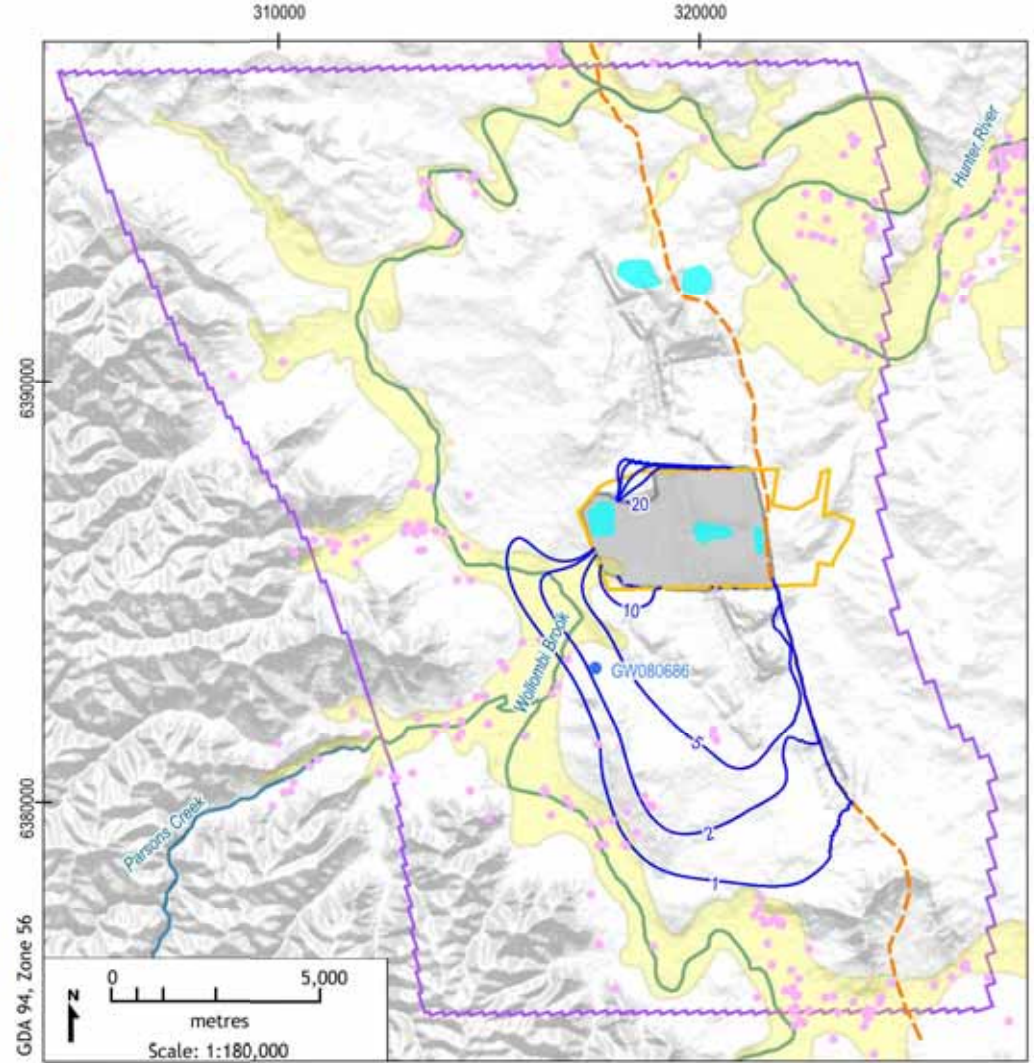 310000
320000
Hunter River
6390000
20
10
Wollombi Brook
GW080686
5
6380000
2
Parsons Creek
1
GDA 94, Zone 56
0
5,000
N
metres
Scale: 1:180,000